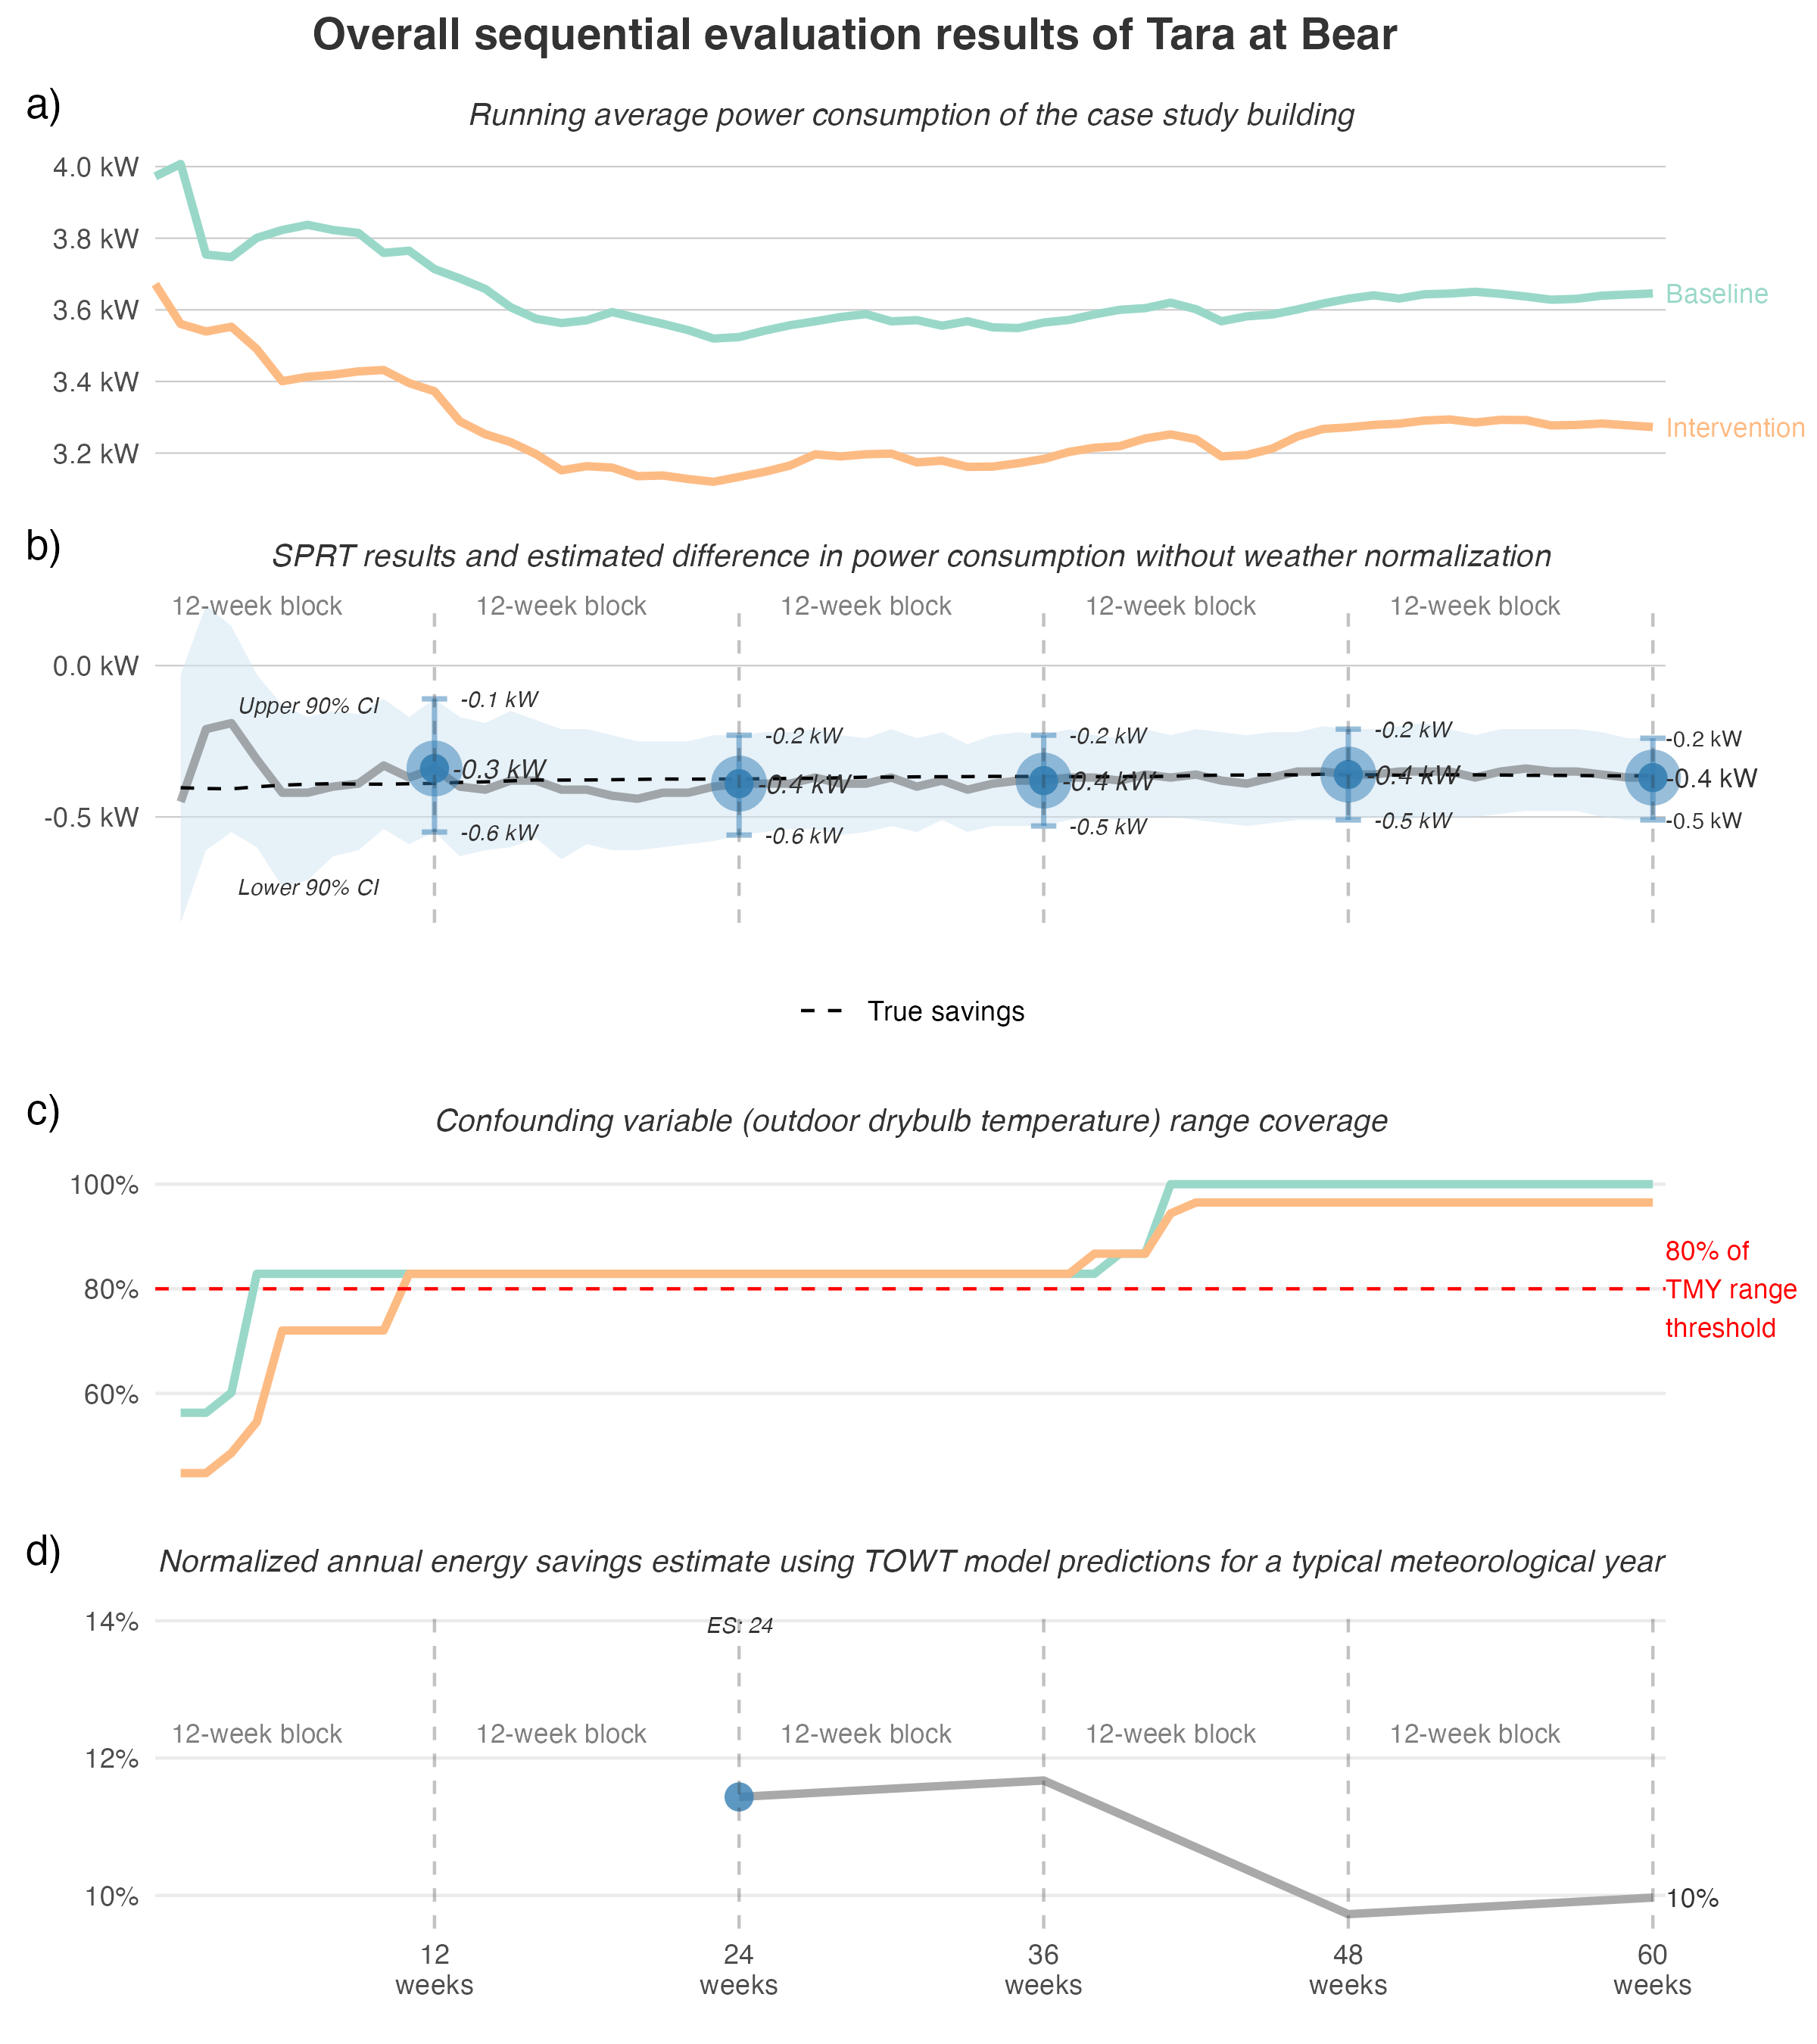 Overall sequential evaluation results of Tara at Bear
a)
Running average power consumption of the case study building
4.0 kW
3.8 kW
3.6 kW
3.4 kW
3.2 kW
Baseline
Intervention
b)
SPRT results and estimated difference in power consumption without weather normalization
12-week block 12-week block 12-week block 12-week block 12-week block
0.0 kW
-0.5 kW
Upper 90% CI
Lower 90% CI
-0.1 kW
-0.3 kW
-0.6 kW
-0.2 kW
-0.4 kW
-0.6 kW
-0.2 kW
-0.4 kW
-0.5 kW
-0.2 kW
-0.4 kW
-0.5 kW
-0.2 kW
-0.4 kW
-0.5 kW
True savings
c)
Confounding variable (outdoor drybulb temperature) range coverage
100%
80%
60%
80% of
TMY range
threshold
d)
Normalized annual energy savings estimate using TOWT model predictions for a typical meteorological year
14%
12%
10%
ES: 24
12-week block 12-week block 12-week block 12-week block 12-week block
10%
12 24 36 48 60
weeks weeks weeks weeks weeks